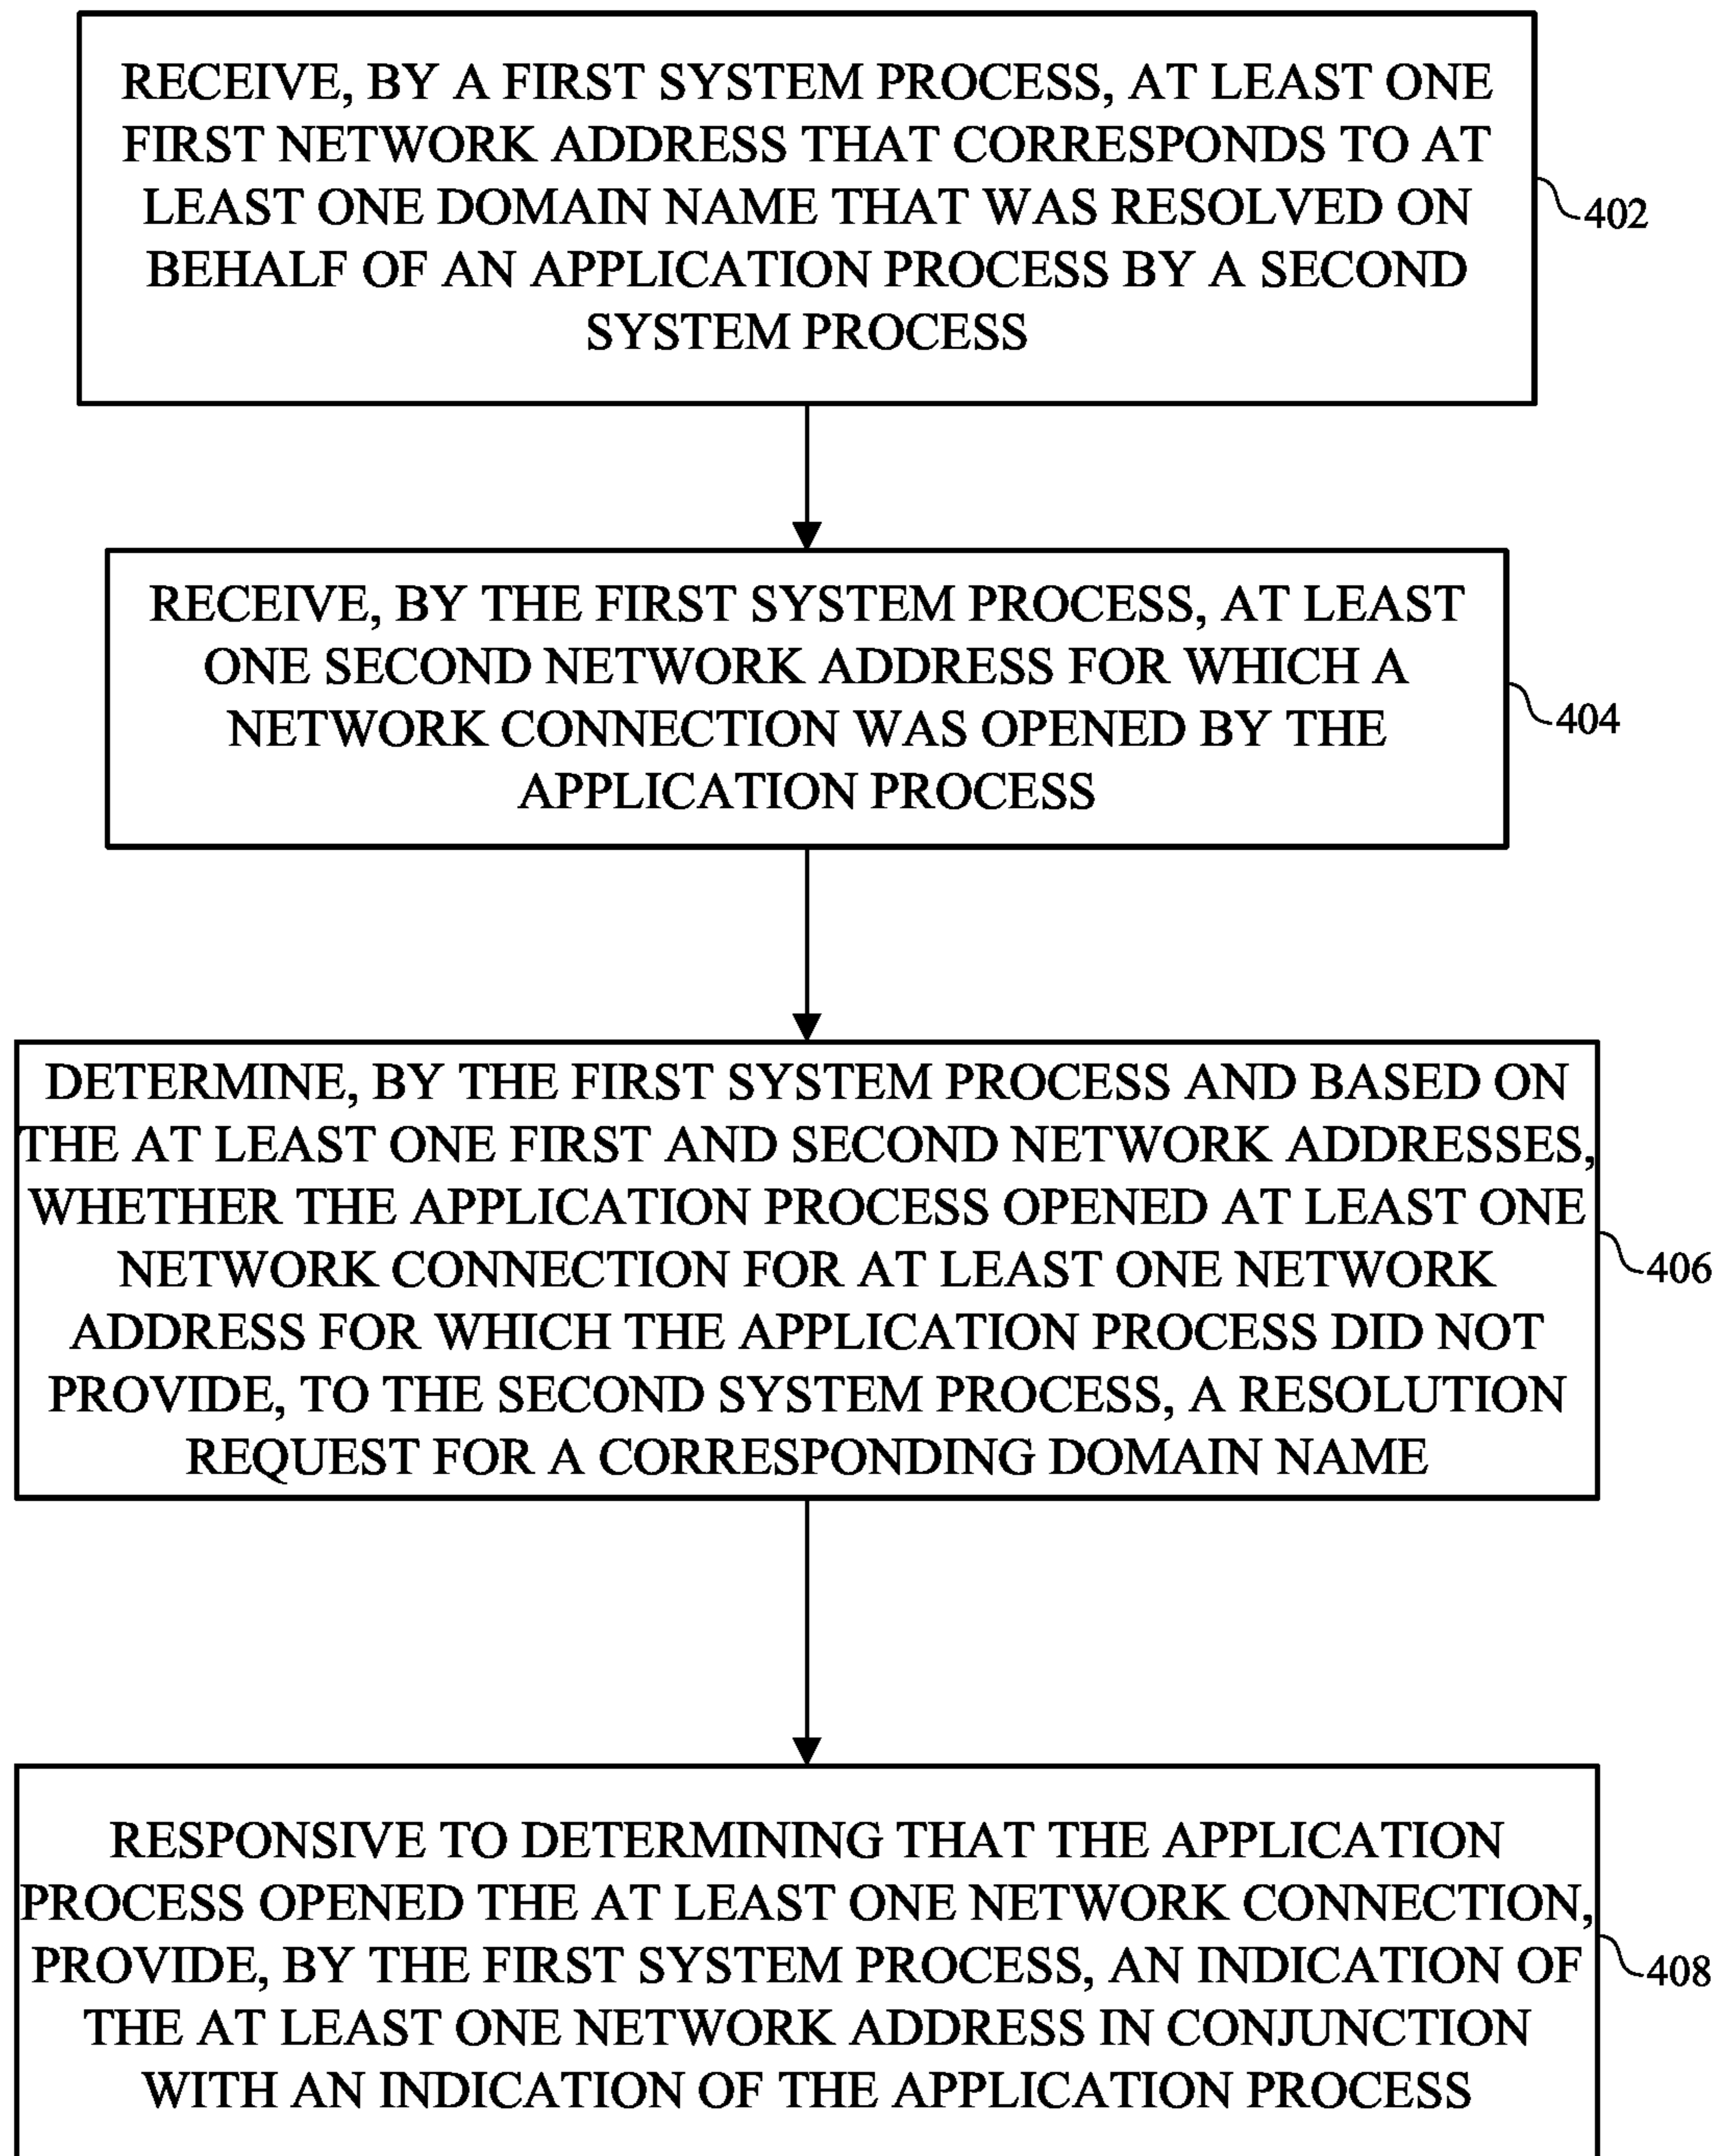 RECEIVE, BY A FIRST SYSTEM PROCESS, AT LEAST ONE
FIRST NETWORK ADDRESS THAT CORRESPONDS TO AT
LEAST ONE DOMAIN NAME THAT WAS RESOLVED ON
BEHALF OF AN APPLICATION PROCESS BY A SECOND
SYSTEM PROCESS
402
RECEIVE, BY THE FIRST SYSTEM PROCESS, AT LEAST
ONE SECOND NETWORK ADDRESS FOR WHICH A
NETWORK CONNECTION WAS OPENED BY THE
APPLICATION PROCESS
404
DETERMINE, BY THE FIRST SYSTEM PROCESS AND BASED ON
THE AT LEAST ONE FIRST AND SECOND NETWORK ADDRESSES,
WHETHER THE APPLICATION PROCESS OPENED AT LEAST ONE
NETWORK CONNECTION FOR AT LEAST ONE NETWORK
ADDRESS FOR WHICH THE APPLICATION PROCESS DID NOT
PROVIDE, TO THE SECOND SYSTEM PROCESS, A RESOLUTION
REQUEST FOR A CORRESPONDING DOMAIN NAME
406
RESPONSIVE TO DETERMINING THAT THE APPLICATION
PROCESS OPENED THE AT LEAST ONE NETWORK CONNECTION,
PROVIDE, BY THE FIRST SYSTEM PROCESS, AN INDICATION OF
THE AT LEAST ONE NETWORK ADDRESS IN CONJUNCTION
WITH AN INDICATION OF THE APPLICATION PROCESS
408